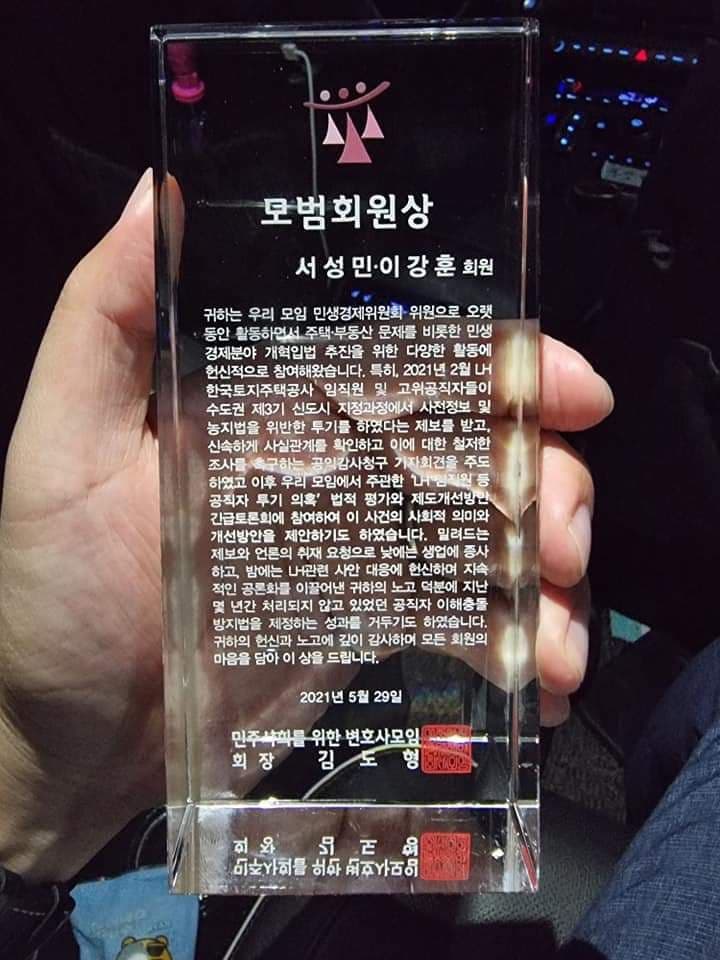 모범회원상
서성민·이강훈 회원
귀하는 우리 모임 민생경제위원회 위원으로 오랫
동안 활동하면서 주택·부동산 문제를 비롯한 민생
경제분야 개혁입법 추진을 위한 다양한 활동에
헌신적으로 참여해왔습니다. 특히, 2021년 2월 LH
한국토지주택공사 임직원 및 고위공직자들이
수도권 제3기 신도시 지정과정에서 사전정보 및
농지법을 위반한 투기를 하였다는 제보를 받고,
신속하게 사실관계를 확인하고 이에 대한 철저한
조사를 촉구하는 공익감사청구 기자회견을 주도
하였고 이후 우리 모임에서 주관한 'LH 임직원 등
공직자 투기 의혹' 법적 평가와 제도개선방안
긴급토론회에 참여하여 이 사건의 사회적 의미와
개선방안을 제안하기도 하였습니다. 밀려드는
제보와 언론의 취재 요청으로 낮에는 생업에 종사
하고, 밤에는 LH관련 사안 대응에 헌신하며 지속
적인 공론화를 이끌어낸 귀하의 노고 덕분에 지난
몇 년간 처리되지 않고 있었던 공직자 이해충돌
방지법을 제정하는 성과를 거두기도 하였습니다.
귀하의 헌신과 노고에 깊이 감사하며 모든 회원의
마음을 담아 이 상을 드립니다.
2021년 5월 29일
민주사회를 위한 변호사모임
회장 김도형